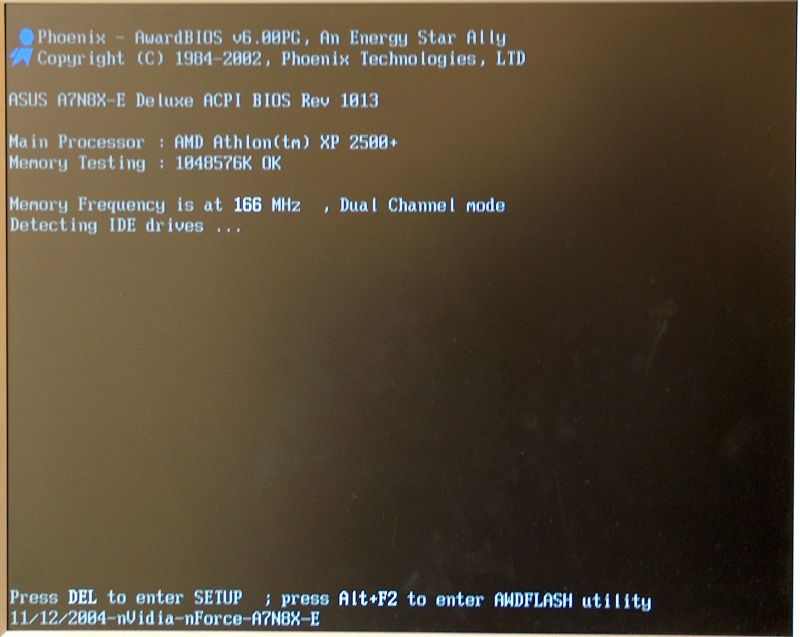 Phoenix - AwardBIOS v6.00PG, An Energy Star Ally
Copyright (C) 1984-2002, Phoenix Technologies, LTD
ASUS A7N8X-E Deluxe ACPI BIOS Rev 1013
Main Processor : AMD Athlon(tm) XP 2500+
Memory Testing : 1048576K OK
Memory Frequency is at 166 MHz , Dual Channel mode
Detecting IDE drives ...
Press DEL to enter SETUP ; press Alt+F2 to enter AWDFLASH utility
11/12/2004-nVidia-nForce-A7N8X-E